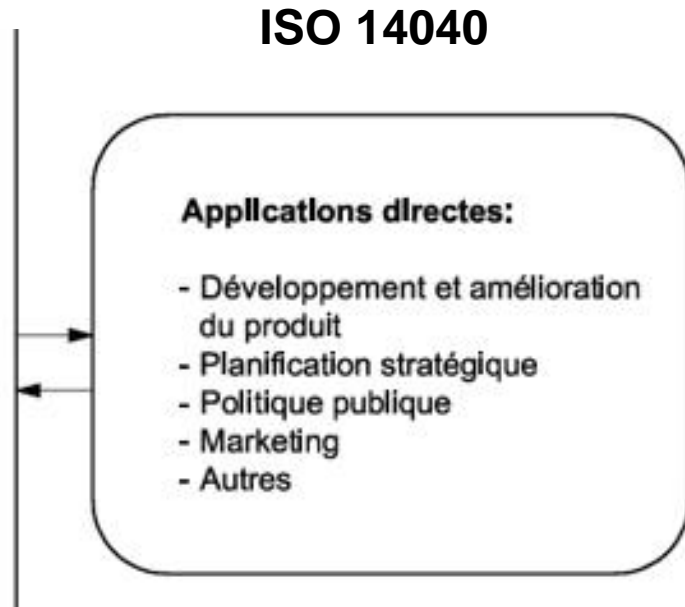 ISO 14040
Applications directes:
- Développement et amélioration
du produit
- Planification stratégique
- Politique publique
- Marketing
- Autres